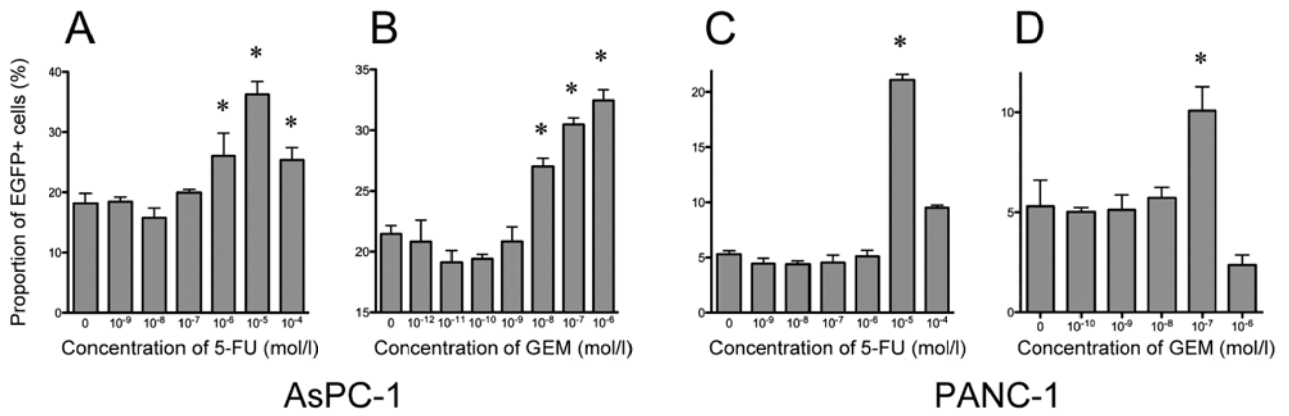 A
B
C
D
Proportion of EGFP+ cells (%)
*
*
*
40
30
20
10
0
0 10-9 10-8 10-7 10-6 10-5 10-4
Concentration of 5-FU (mol/l)
*
*
*
35
30
25
20
15
0 10-12 10-11 10-10 10-9 10-8 10-7 10-6
Concentration of GEM (mol/l)
AsPC-1
*
20
15
10
5
0
0 10-9 10-8 10-7 10-6 10-5 10-4
Concentration of 5-FU (mol/l)
*
10
5
0
0 10-10 10-9 10-8 10-7 10-6
Concentration of GEM (mol/l)
PANC-1